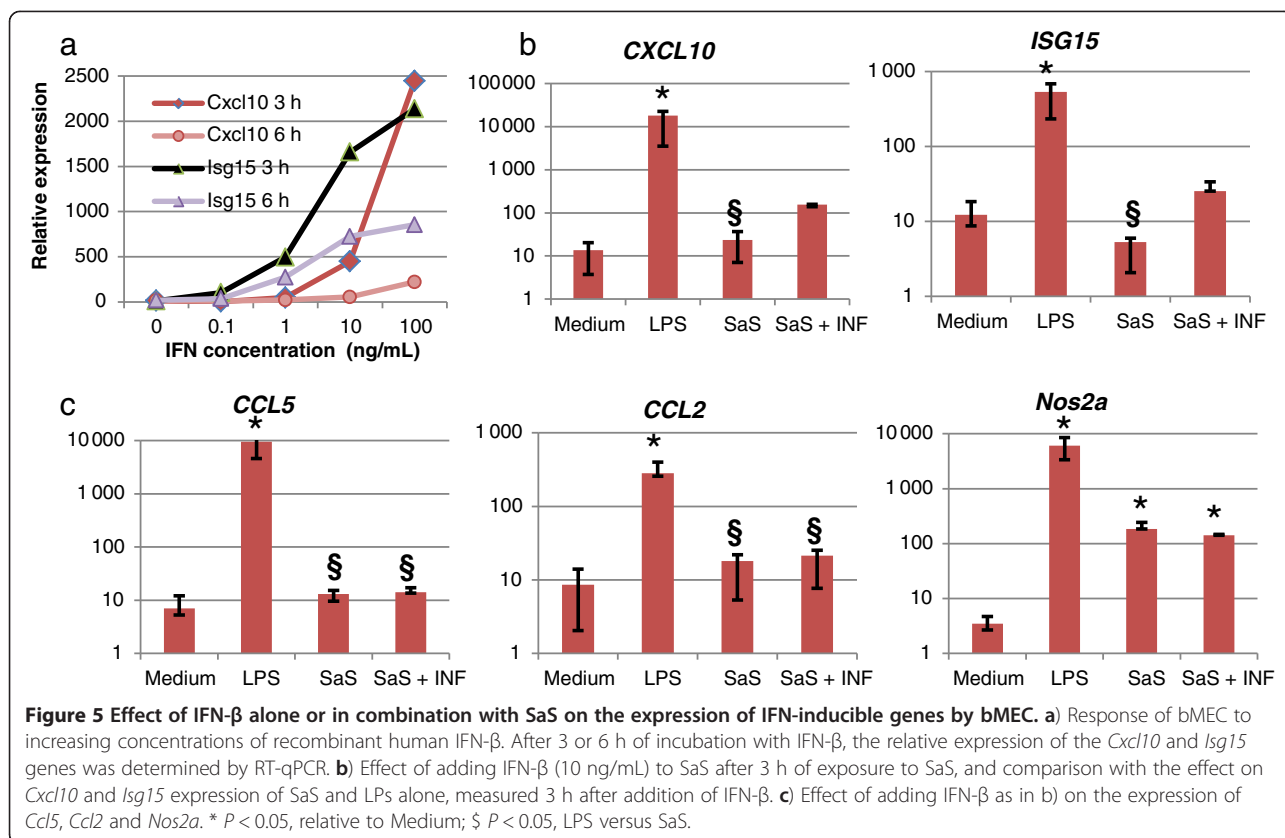 a
2500
2000
1500
1000
500
0
Relative expression
Cxcl10 3 h
Cxcl10 6 h
Isg15 3 h
Isg15 6 h
0 0.1 1 10 100
IFN concentration (ng/mL)
b
CXCL10
100 000
10 000
1 000
100
10
1
*
§
Medium LPS SaS SaS + INF
ISG15
1 000
100
10
1
*
§
Medium LPS SaS SaS + INF
c
CCL5
10 000
1 000
100
10
1
*
§ §
Medium LPS SaS SaS + INF
CCL2
1 000
100
10
1
*
§ §
Medium LPS SaS SaS + INF
Nos2a
10 000
1 000
100
10
1
*
* *
Medium LPS SaS SaS + INF
Figure 5 Effect of IFN-β alone or in combination with SaS on the expression of IFN-inducible genes by bMEC. a) Response of bMEC to
increasing concentrations of recombinant human IFN-β. After 3 or 6 h of incubation with IFN-β, the relative expression of the Cxcl10 and Isg15
genes was determined by RT-qPCR. b) Effect of adding IFN-β (10 ng/mL) to SaS after 3 h of exposure to SaS, and comparison with the effect on
Cxcl10 and Isg15 expression of SaS and LPs alone, measured 3 h after addition of IFN-β. c) Effect of adding IFN-β as in b) on the expression of
Ccl5, Ccl2 and Nos2a. * P < 0.05, relative to Medium; $ P < 0.05, LPS versus SaS.